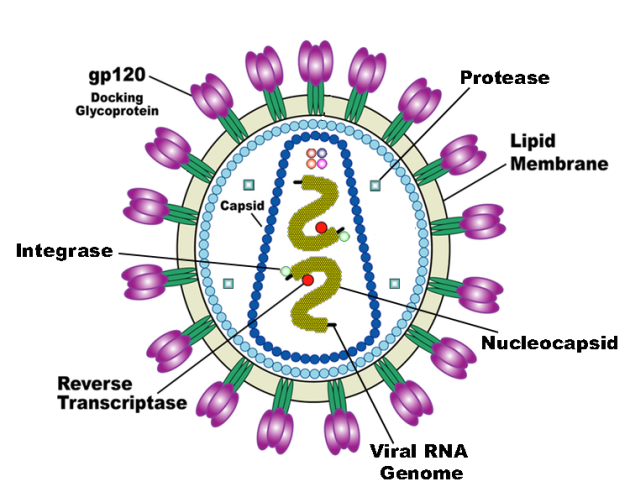 gp120
Docking
Glycoprotein
Protease
Lipid
Membrane
Capsid
Integrase
Nucleocapsid
Reverse
Transcriptase
Viral RNA
Genome